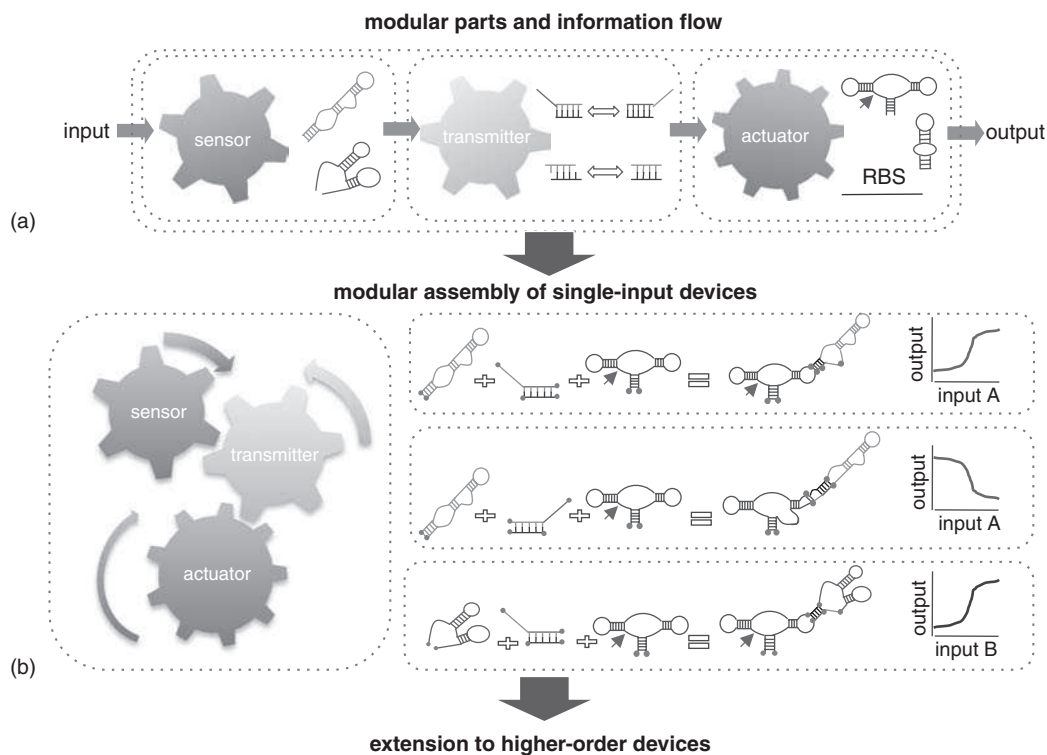 modular parts and information flow
input
sensor
transmitter
actuator
RBS
output
(a)
modular assembly of single-input devices
sensor
transmitter
actuator
output
input A
output
input A
output
input B
(b)
extension to higher-order devices